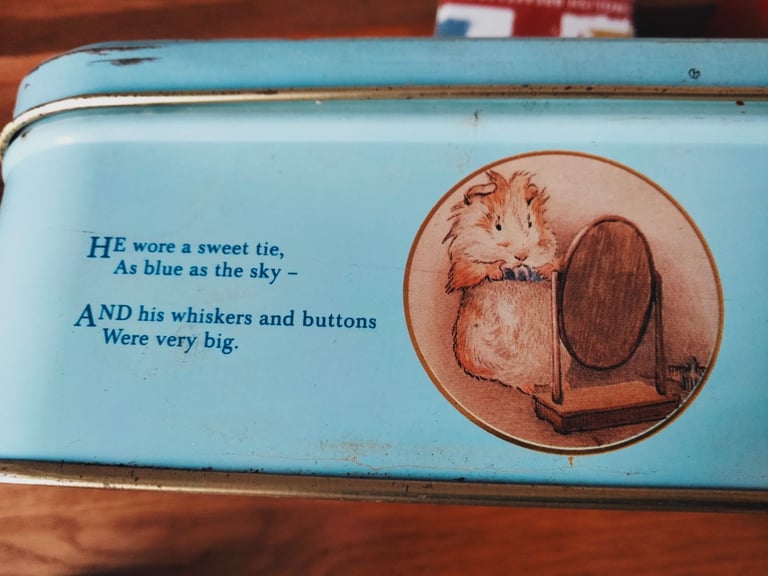 HE wore a sweet tie,
As blue as the sky –
AND his whiskers and buttons
Were very big.